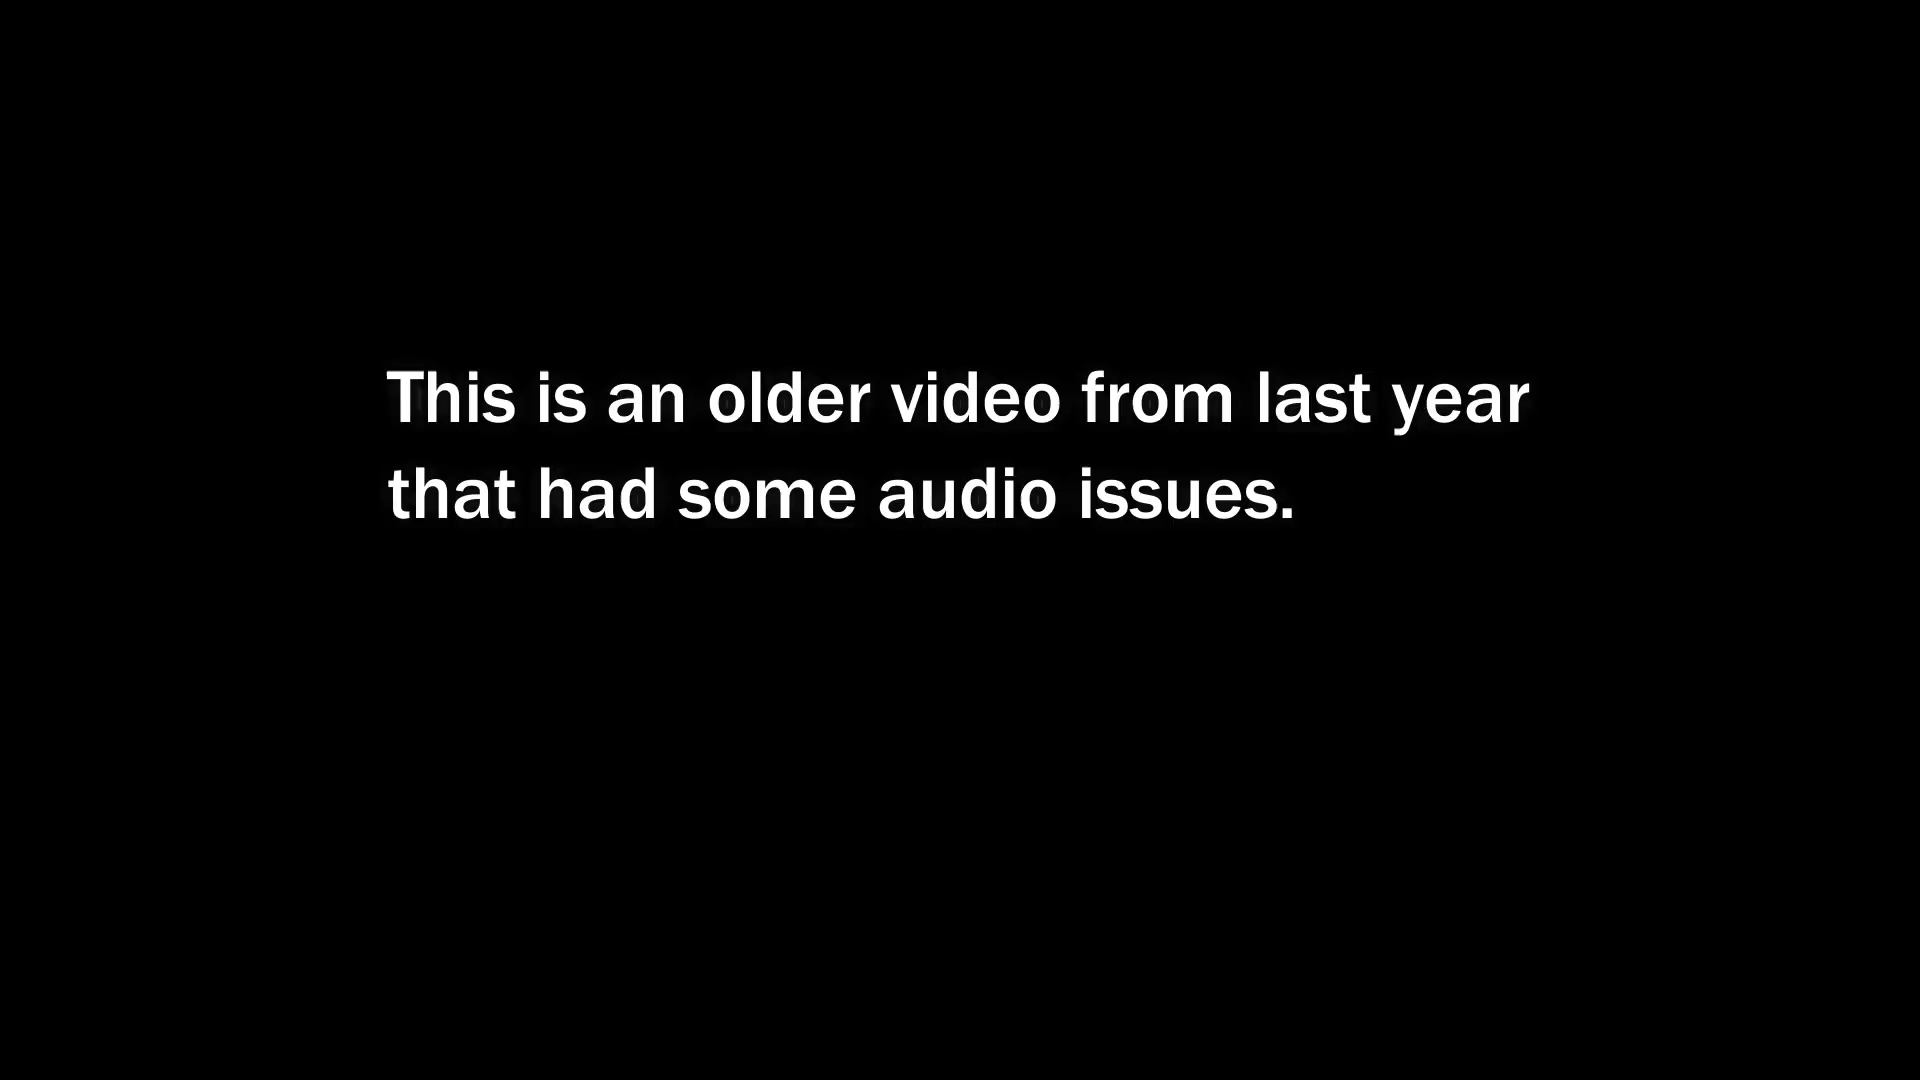 This is an older video from last year
that had some audio issues.